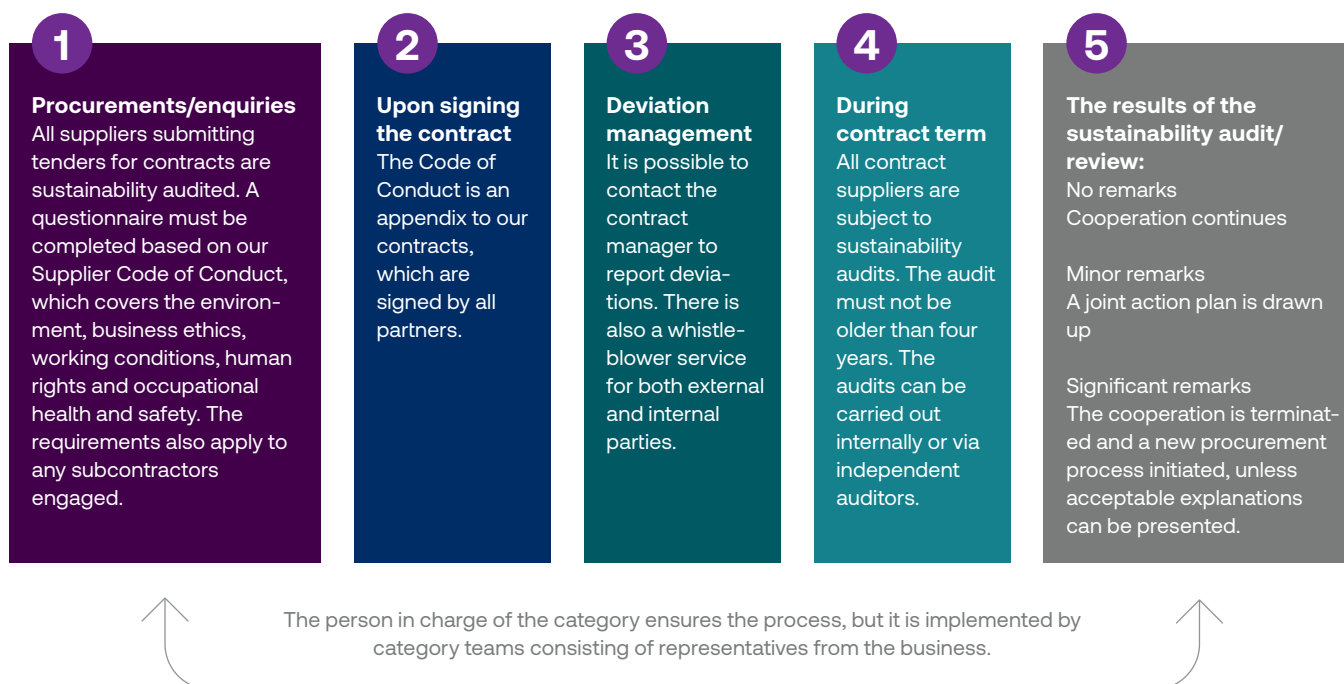 1
Procurements/enquiries
All suppliers submitting
tenders for contracts are
sustainability audited. A
questionnaire must be
completed based on our
Supplier Code of Conduct,
which covers the environ-
ment, business ethics,
working conditions, human
rights and occupational
health and safety. The
requirements also apply to
any subcontractors
engaged.
2
Upon signing
the contract
The Code of
Conduct is an
appendix to our
contracts,
which are
signed by all
partners.
3
Deviation
management
It is possible to
contact the
contract
manager to
report devia-
tions. There is
also a whistle-
blower service
for both external
and internal
parties.
4
During
contract term
All contract
suppliers are
subject to
sustainability
audits. The audit
must not be
older than four
years. The
audits can be
carried out
internally or via
independent
auditors.
5
The results of the
sustainability audit/
review:
No remarks
Cooperation continues
Minor remarks
A joint action plan is drawn
up
Significant remarks
The cooperation is terminat-
ed and a new procurement
process initiated, unless
acceptable explanations
can be presented.
The person in charge of the category ensures the process, but it is implemented by
category teams consisting of representatives from the business.